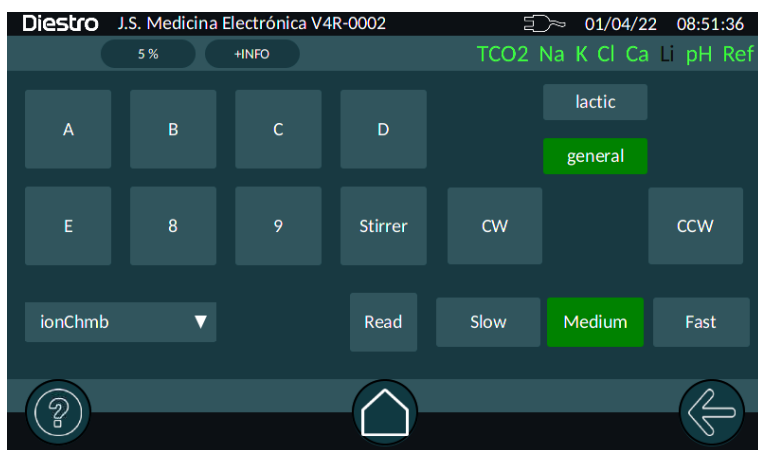 Diestro J.S. Medicina Electrónica V4R-0002 01/04/22 08:51:36
5 % +INFO TCO2 Na K Cl Ca Li pH Ref
lactic
A B C D
general
E 8 9 Stirrer CW CCW
ionChmb ▼ Read Slow Medium Fast
?